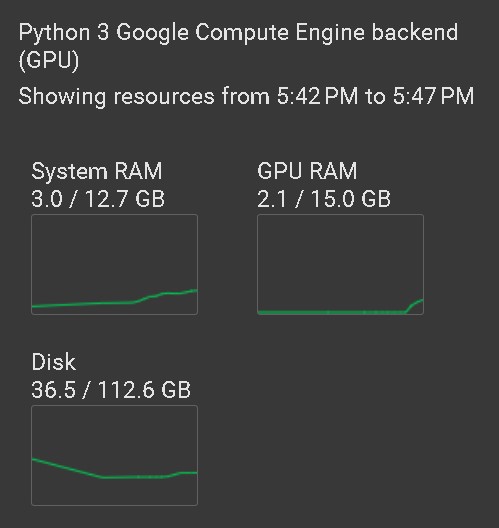 Python 3 Google Compute Engine backend
(GPU)
Showing resources from 5:42 PM to 5:47 PM
System RAM
3.0 / 12.7 GB
GPU RAM
2.1 / 15.0 GB
Disk
36.5 / 112.6 GB